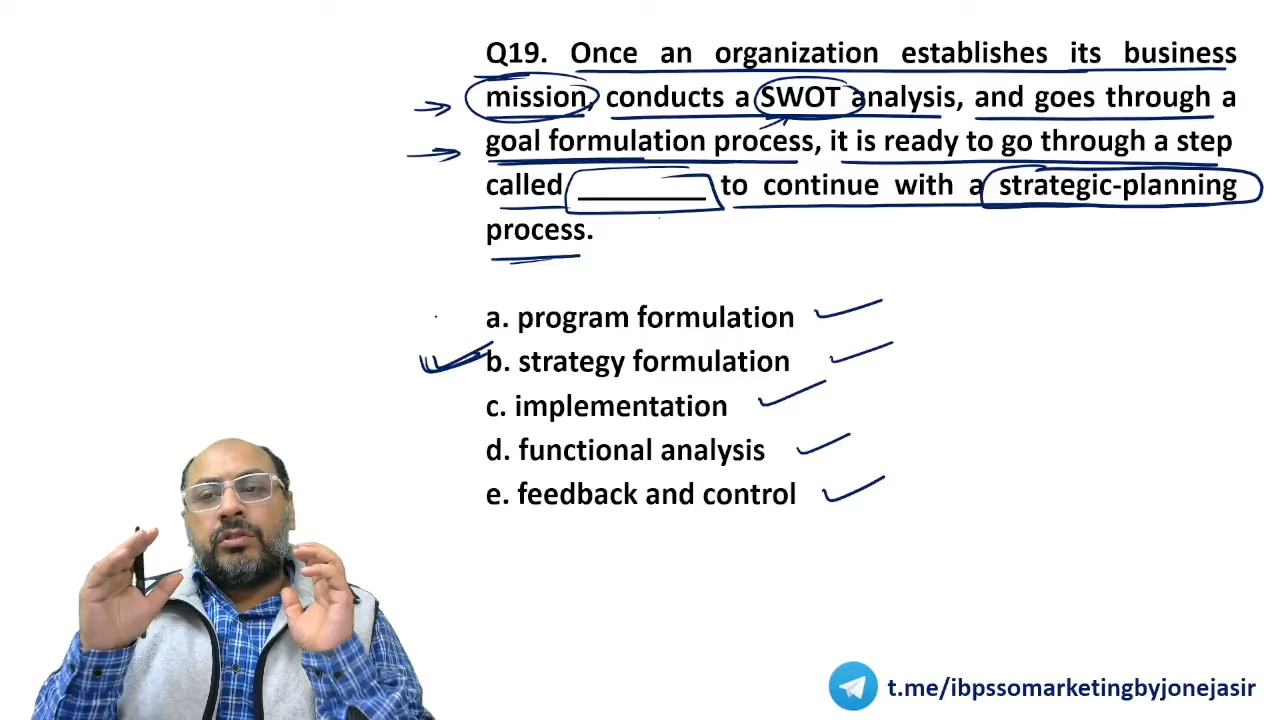 Q19. Once an organization establishes its business
mission, conducts a SWOT analysis, and goes through a
goal formulation process, it is ready to go through a step
called _________ to continue with a strategic-planning
process.
a. program formulation
b. strategy formulation
c. implementation
d. functional analysis
e. feedback and control
t.me/ibpssomarketingbyjonejasir